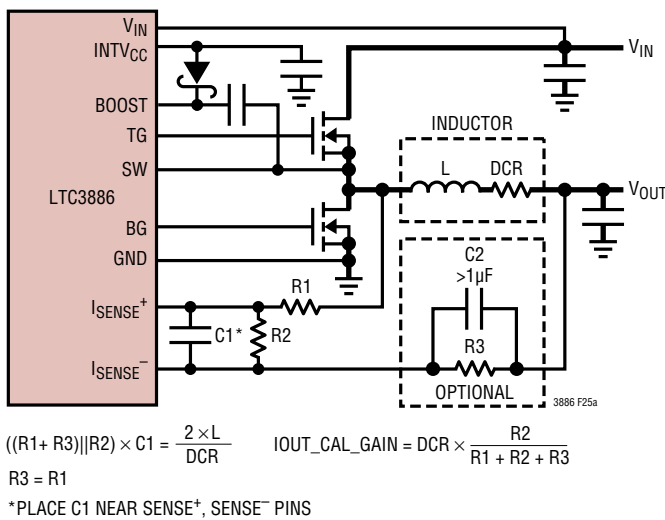 V_IN
INTV_CC
BOOST
TG
SW
LTC3886
BG
GND
I_SENSE^+
I_SENSE^−
V_IN
INDUCTOR
L DCR
V_OUT
R1
C1* R2
C2
>1µF
R3
OPTIONAL
3886 F25a
((R1+ R3)||R2) × C1 = (2 × L)/DCR
IOUT_CAL_GAIN = DCR × R2/(R1 + R2 + R3)
R3 = R1
*PLACE C1 NEAR SENSE^+, SENSE^− PINS